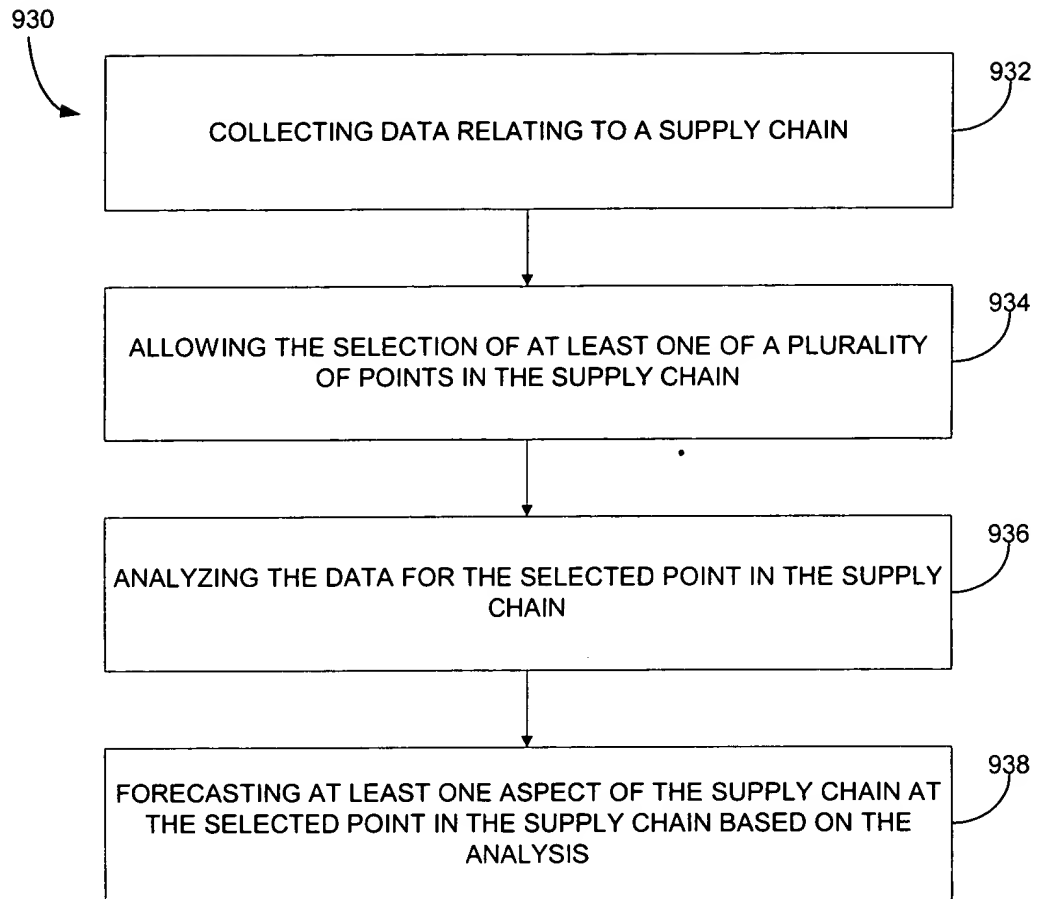 930
932
COLLECTING DATA RELATING TO A SUPPLY CHAIN
934
ALLOWING THE SELECTION OF AT LEAST ONE OF A PLURALITY
OF POINTS IN THE SUPPLY CHAIN
936
ANALYZING THE DATA FOR THE SELECTED POINT IN THE SUPPLY
CHAIN
938
FORECASTING AT LEAST ONE ASPECT OF THE SUPPLY CHAIN AT
THE SELECTED POINT IN THE SUPPLY CHAIN BASED ON THE
ANALYSIS